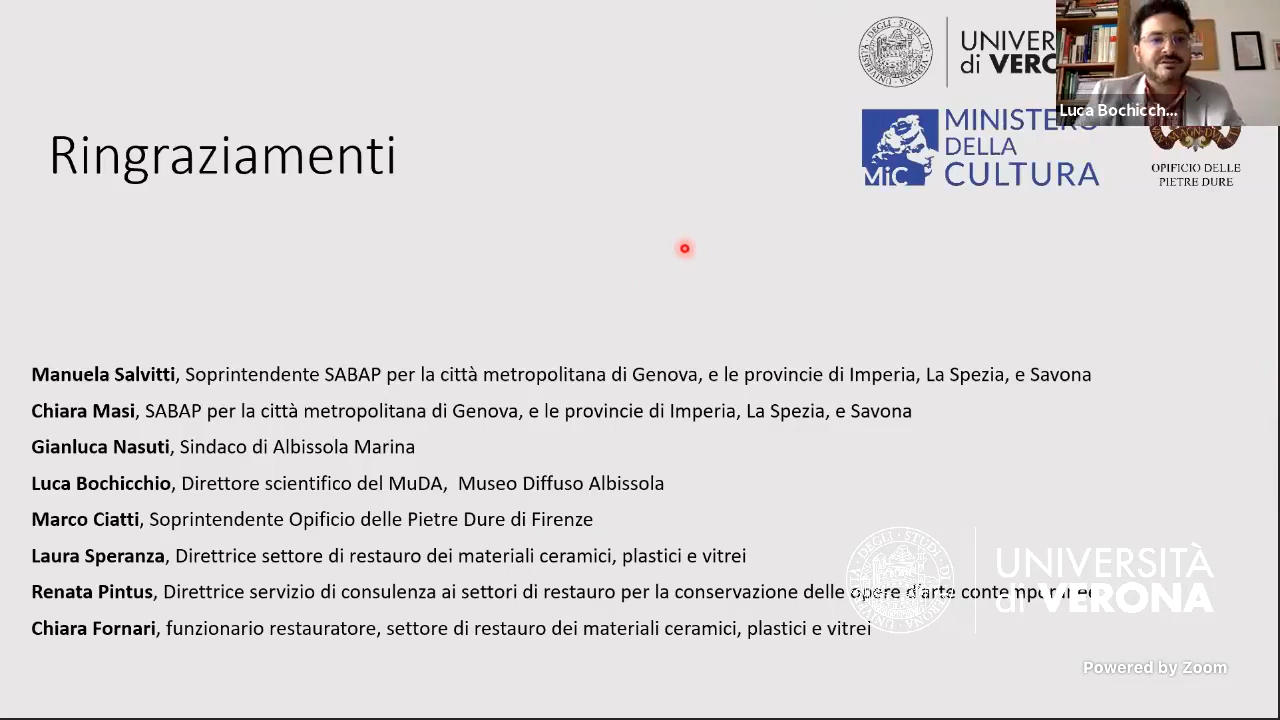 UNIVER
di VERO
Luca Bochicch...
MINISTERO
DELLA
CULTURA
MiC
OPIFICIO DELLE
PIETRE DURE
Ringraziamenti
Manuela Salvitti, Soprintendente SABAP per la città metropolitana di Genova, e le provincie di Imperia, La Spezia, e Savona
Chiara Masi, SABAP per la città metropolitana di Genova, e le provincie di Imperia, La Spezia, e Savona
Gianluca Nasuti, Sindaco di Albissola Marina
Luca Bochicchio, Direttore scientifico del MuDA, Museo Diffuso Albissola
Marco Ciatti, Soprintendente Opificio delle Pietre Dure di Firenze
Laura Speranza, Direttrice settore di restauro dei materiali ceramici, plastici e vitrei
Renata Pintus, Direttrice servizio di consulenza ai settori di restauro per la conservazione delle opere d'arte contemporanee
Chiara Fornari, funzionario restauratore, settore di restauro dei materiali ceramici, plastici e vitrei
UNIVERSITÀ
di VERONA
Powered by Zoom